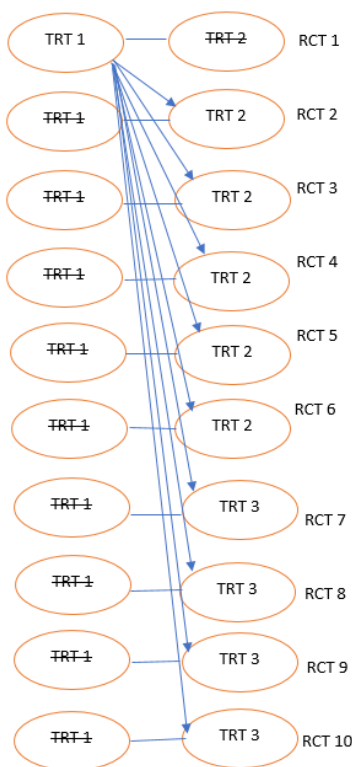 TRT 1 TRT 2 RCT 1
TRT 1 TRT 2 RCT 2
TRT 1 TRT 2 RCT 3
TRT 1 TRT 2 RCT 4
TRT 1 TRT 2 RCT 5
TRT 1 TRT 2 RCT 6
TRT 1 TRT 3 RCT 7
TRT 1 TRT 3 RCT 8
TRT 1 TRT 3 RCT 9
TRT 1 TRT 3 RCT 10